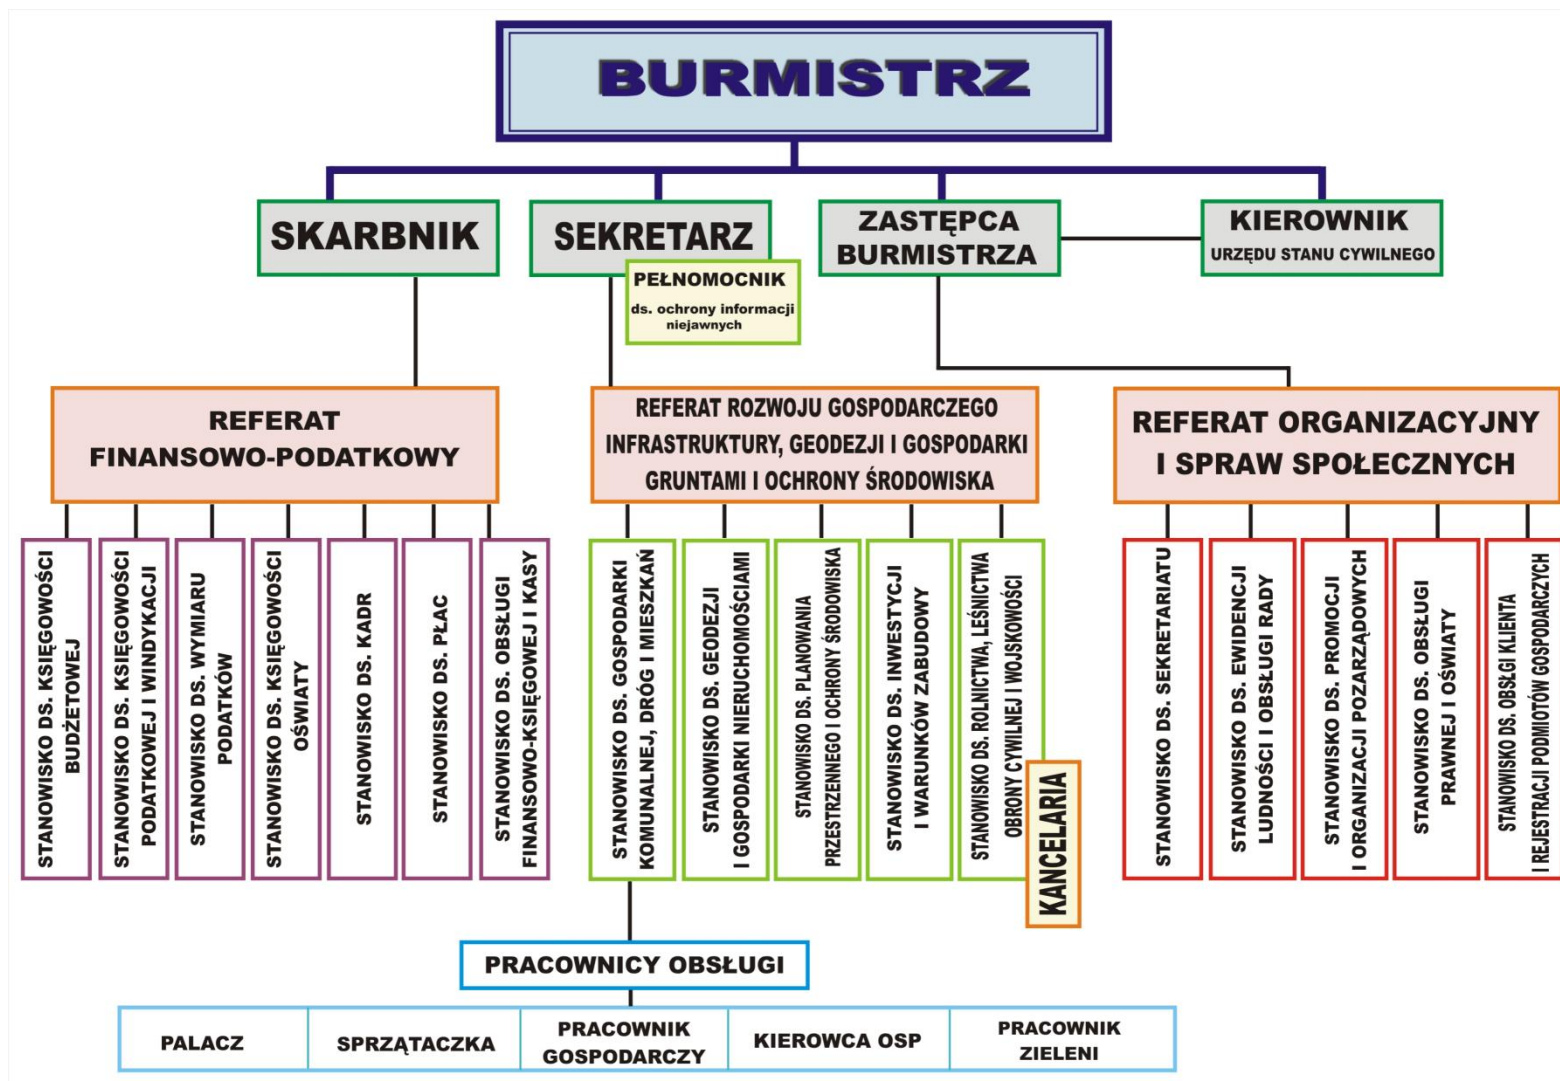 BURMISTRZ
SKARBNIK
SEKRETARZ
PEŁNOMOCNIK
ds. ochrony informacji
niejawnych
ZASTĘPCA
BURMISTRZA
KIEROWNIK
URZĘDU STANU CYWILNEGO
REFERAT
FINANSOWO-PODATKOWY
REFERAT ROZWOJU GOSPODARCZEGO
INFRASTRUKTURY, GEODEZJI I GOSPODARKI
GRUNTAMI I OCHRONY ŚRODOWISKA
REFERAT ORGANIZACYJNY
I SPRAW SPOŁECZNYCH
STANOWISKO DS. KSIĘGOWOŚCI
BUDŻETOWEJ
STANOWISKO DS. KSIĘGOWOŚCI
PODATKOWEJ I WINDYKACJI
STANOWISKO DS. WYMIARU
PODATKÓW
STANOWISKO DS. KSIĘGOWOŚCI
OŚWIATY
STANOWISKO DS. KADR
STANOWISKO DS. PŁAC
STANOWISKO DS. OBSŁUGI
FINANSOWO-KSIĘGOWEJ I KASY
STANOWISKO DS. GOSPODARKI
KOMUNALNEJ, DRÓG I MIESZKAŃ
STANOWISKO DS. GEODEZJI
I GOSPODARKI NIERUCHOMOŚCIAMI
STANOWISKO DS. PLANOWANIA
PRZESTRZENNEGO I OCHRONY ŚRODOWISKA
STANOWISKO DS. INWESTYCJI
I WARUNKÓW ZABUDOWY
STANOWISKO DS. ROLNICTWA, LEŚNICTWA
OBRONY CYWILNEJ I WOJSKOWOŚCI
KANCELARIA
STANOWISKO DS. SEKRETARIATU
STANOWISKO DS. EWIDENCJI
LUDNOŚCI I OBSŁUGI RADY
STANOWISKO DS. PROMOCJI
I ORGANIZACJI POZARZĄDOWYCH
STANOWISKO DS. OBSŁUGI
PRAWNEJ I OŚWIATY
STANOWISKO DS. OBSŁGI KLIENTA
I REJESTRACJI PODMIOTÓW GOSPODARCZYCH
PRACOWNICY OBSŁUGI
PALACZ
SPRZĄTACZKA
PRACOWNIK
GOSPODARCZY
KIEROWCA OSP
PRACOWNIK
ZIELENI